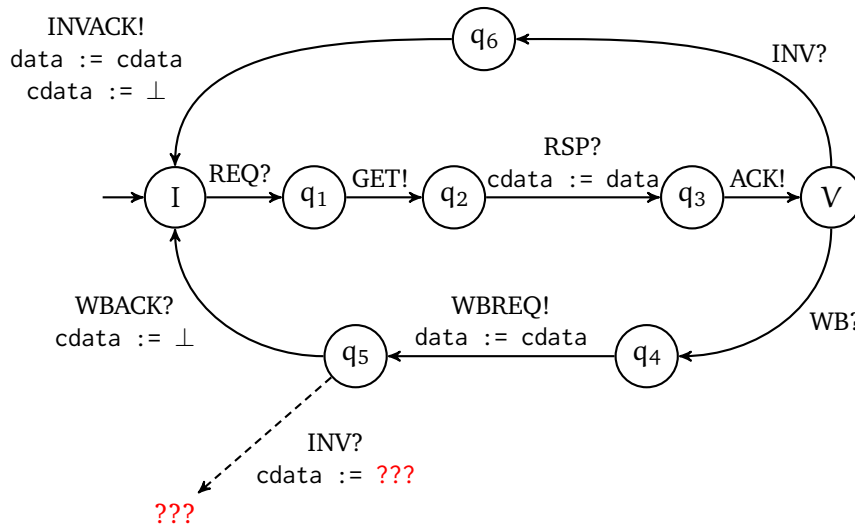 INVACK!
data := cdata
cdata := ⊥
q6
INV?
I
REQ?
q1
GET!
q2
RSP?
cdata := data
q3
ACK!
V
WBACK?
cdata := ⊥
q5
WBREQ!
data := cdata
q4
WB?
INV?
cdata := ???
???